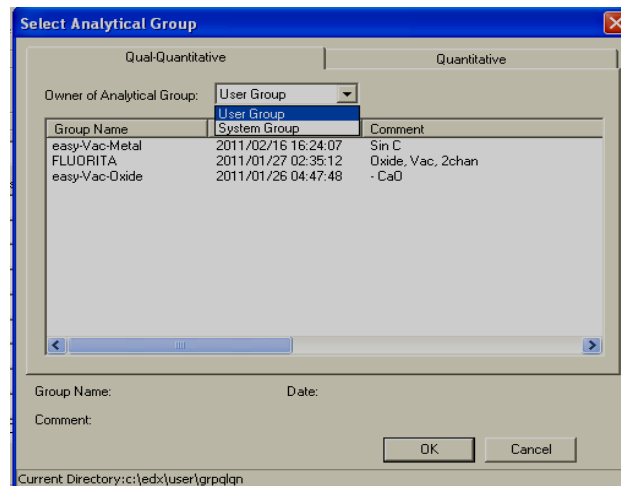 Select Analytical Group
Qual-Quantitative Quantitative
Owner of Analytical Group: User Group
User Group
System Group
Group Name Comment
easy-Vac-Metal 2011/02/16 16:24:07 Sin C
FLUORITA 2011/01/27 02:35:12 Oxide, Vac, 2chan
easy-Vac-Oxide 2011/01/26 04:47:48 - CaO
Group Name: Date:
Comment:
OK Cancel
Current Directory:c:\edx\user\grpqlqn